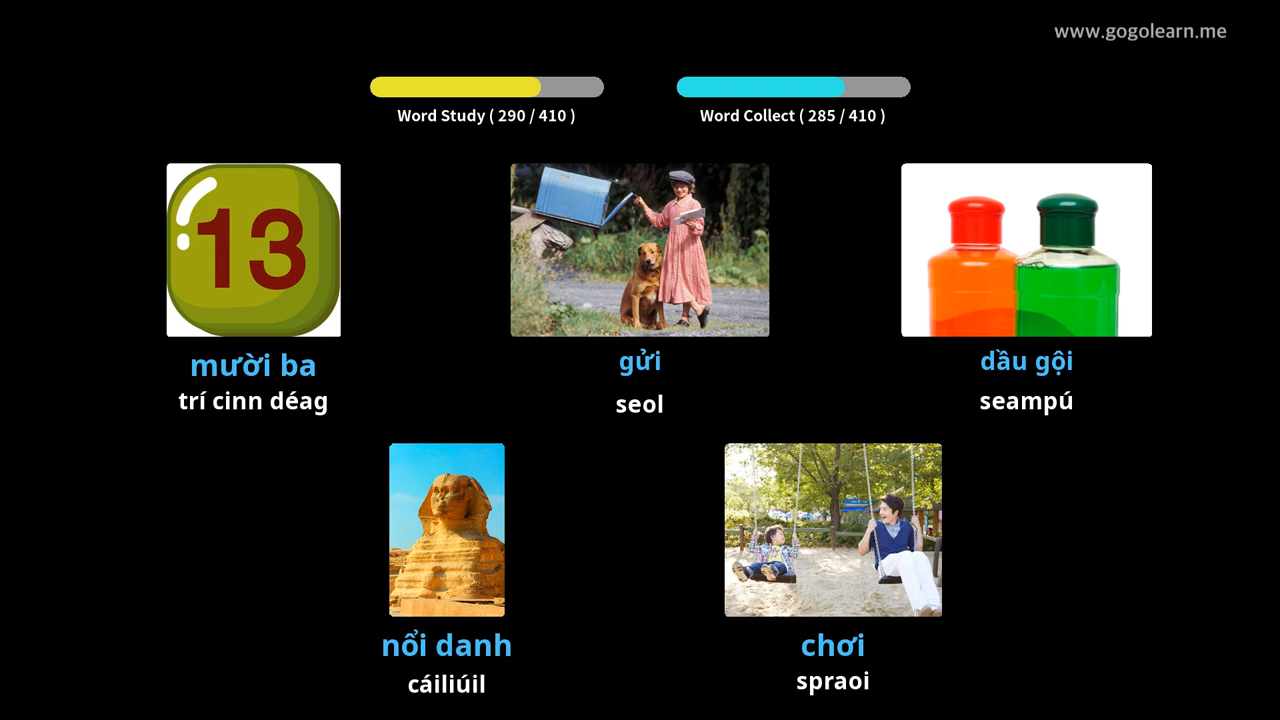 www.gogolearn.me
Word Study ( 290 / 410 )
Word Collect ( 285 / 410 )
13
mười ba
trí cinn déag
gửi
seol
dầu gội
seampú
nổi danh
cáiliúil
chơi
spraoi